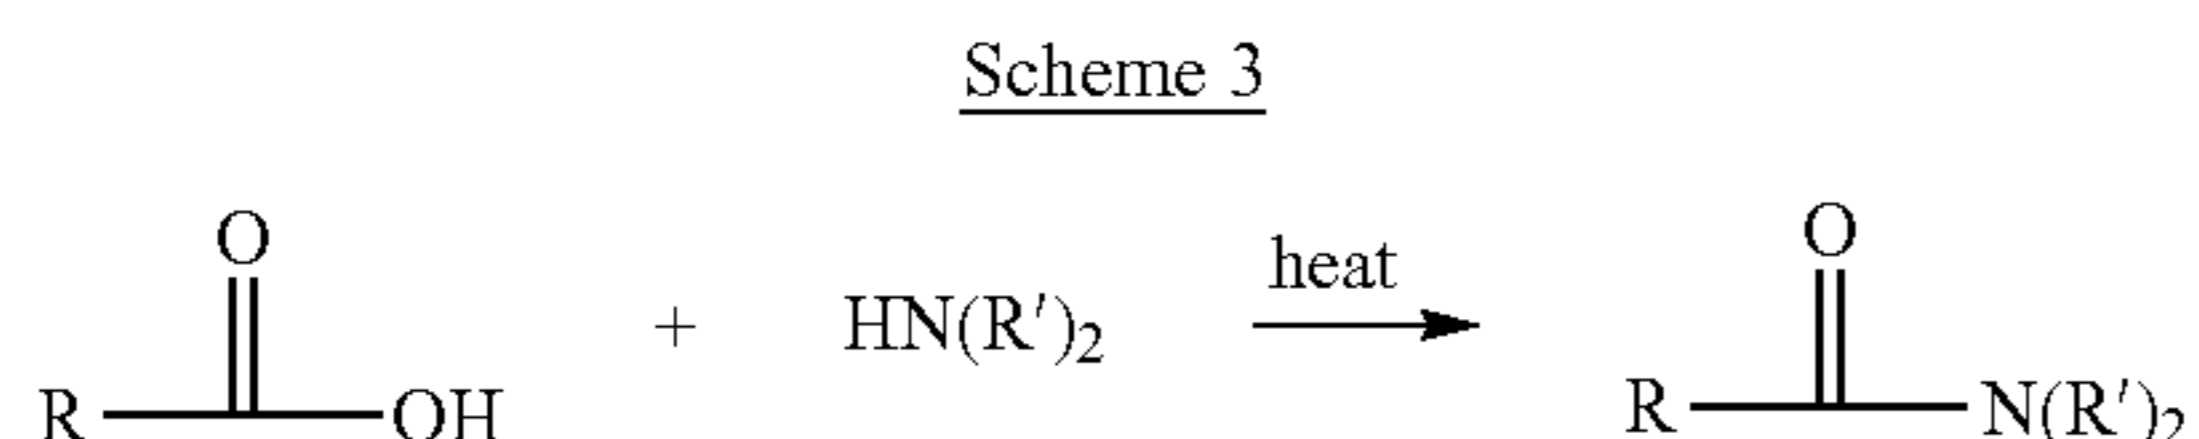 Scheme 3
O
O
heat
+ HN(R′)₂
R OH
R N(R′)₂